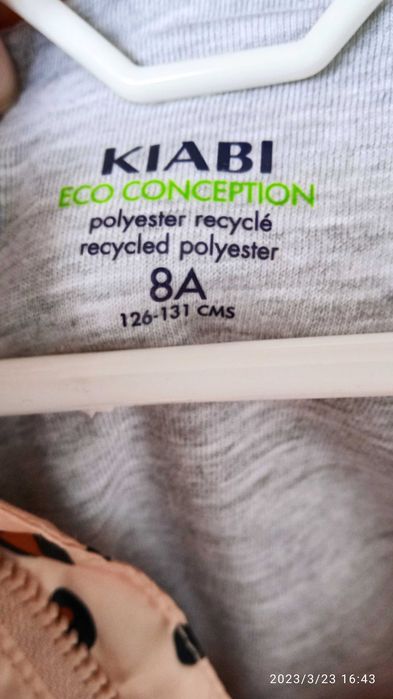 KIABI
ECO CONCEPTION
polyester recyclé
recycled polyester
8A
126-131 CMS
2023/3/23 16:43